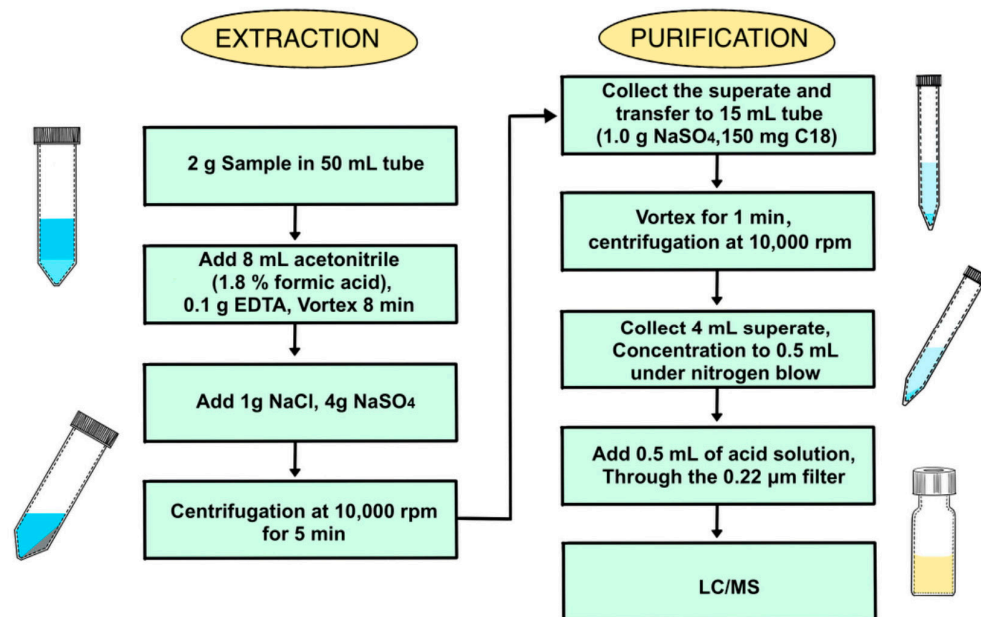 EXTRACTION
2 g Sample in 50 mL tube
Add 8 mL acetonitrile
(1.8 % formic acid),
0.1 g EDTA, Vortex 8 min
Add 1g NaCl, 4g NaSO₄
Centrifugation at 10,000 rpm
for 5 min
PURIFICATION
Collect the superate and
transfer to 15 mL tube
(1.0 g NaSO₄,150 mg C18)
Vortex for 1 min,
centrifugation at 10,000 rpm
Collect 4 mL superate,
Concentration to 0.5 mL
under nitrogen blow
Add 0.5 mL of acid solution,
Through the 0.22 µm filter
LC/MS